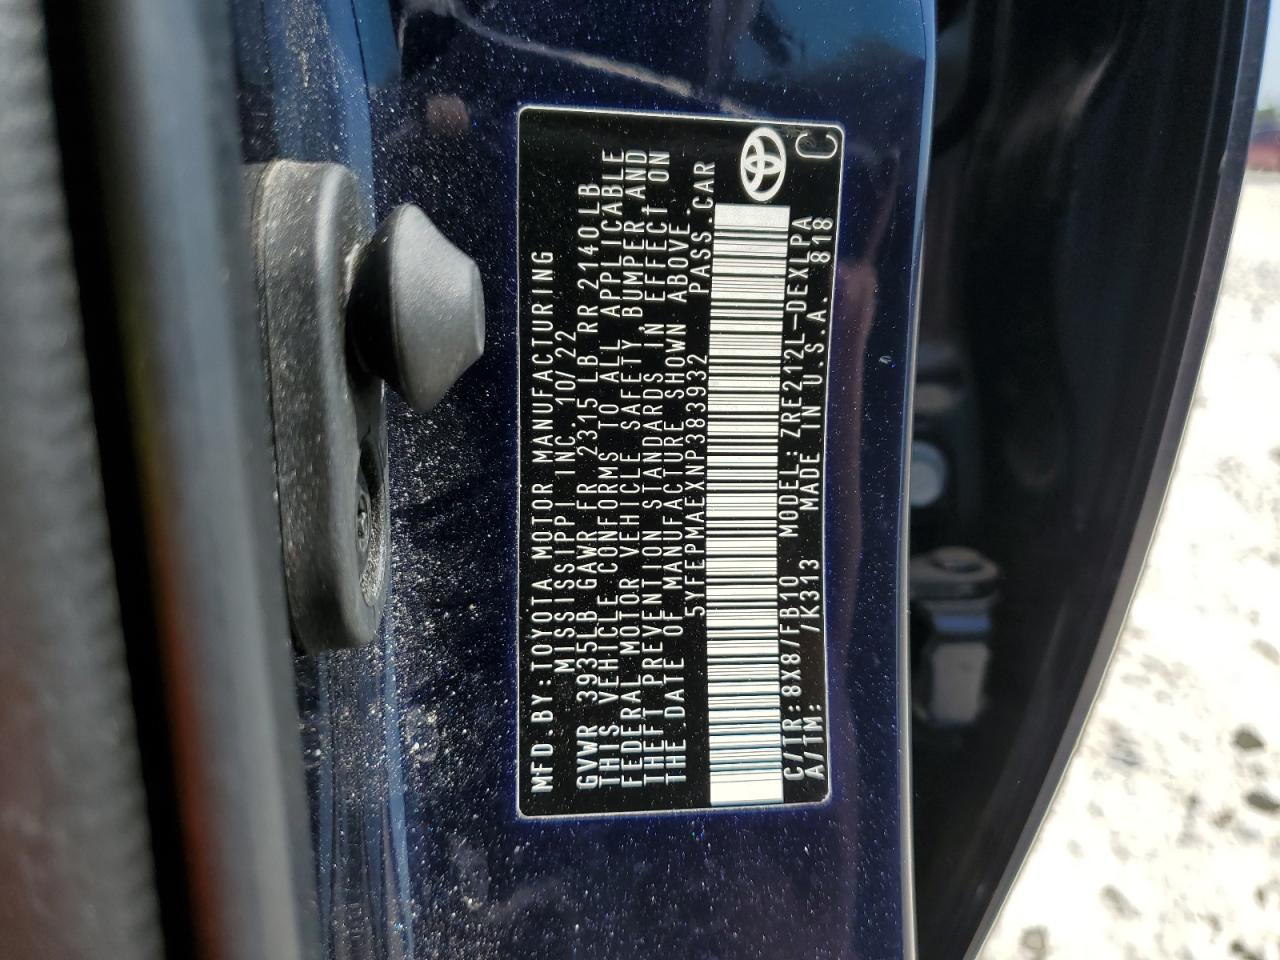 MFD.BY:TOYOTA MOTOR MANUFACTURING
MISSISSIPPI INC. 10/22
GVWR 3935LB GAWR FR 2315 LB RR 2140LB
THIS VEHICLE CONFORMS TO ALL APPLICABLE
FEDERAL MOTOR VEHICLE SAFETY, BUMPER AND
THEFT PREVENTION STANDARDS IN EFFECT ON
THE DATE OF MANUFACTURE SHOWN ABOVE.
5YFEPMAEXNP383932 PASS.CAR
C/TR:8X8/FB10 MODEL:ZRE212L-DEXLPA
A/TM: /K313 MADE IN U.S.A. 818
C